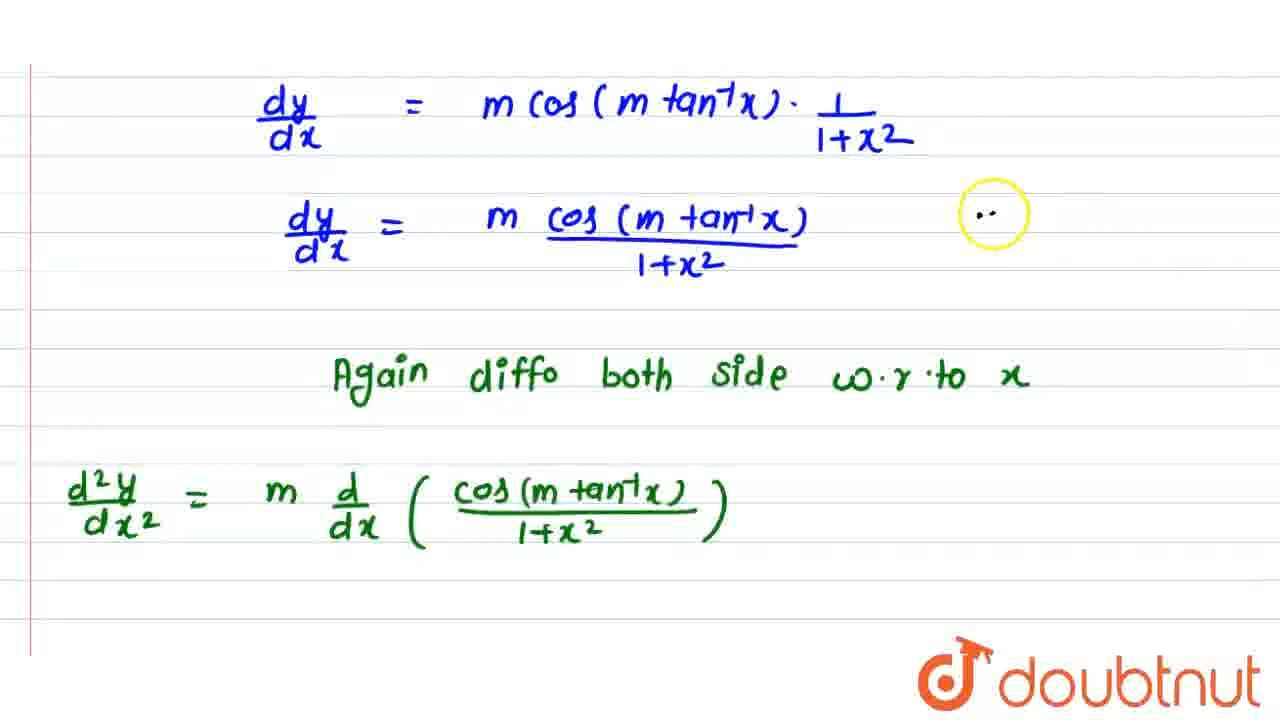 dy/dx = m cos (m tan⁻¹x) · 1/1+x²
dy/dx = m cos (m tan⁻¹x)/1+x² ..
Again diffo both side w.r.to x
d²y/dx² = m d/dx (cos(m tan⁻¹x)/1+x²)
doubtnut